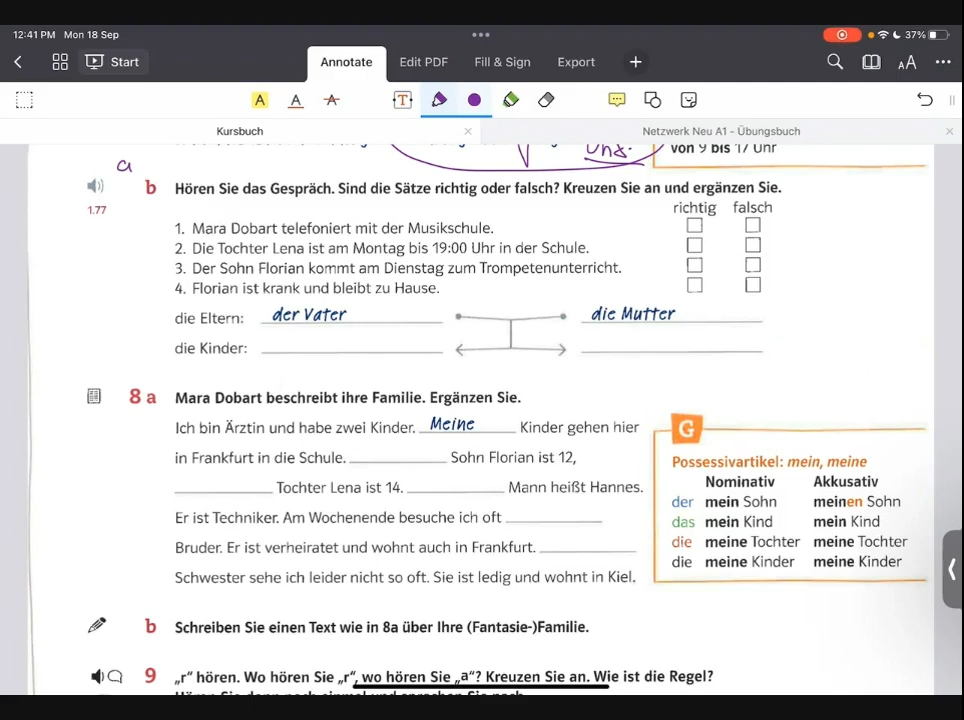 12:41 PM Mon 18 Sep
37%
Start
Annotate
Edit PDF
Fill & Sign
Export
Kursbuch
Netzwerk Neu A1 - Übungsbuch
Uhr.
von 9 bis 17 Uhr
a
b Hören Sie das Gespräch. Sind die Sätze richtig oder falsch? Kreuzen Sie an und ergänzen Sie.
1.77
richtig falsch
1. Mara Dobart telefoniert mit der Musikschule.
2. Die Tochter Lena ist am Montag bis 19:00 Uhr in der Schule.
3. Der Sohn Florian kommt am Dienstag zum Trompetenunterricht.
4. Florian ist krank und bleibt zu Hause.
die Eltern: der Vater die Mutter
die Kinder:
8 a Mara Dobart beschreibt ihre Familie. Ergänzen Sie.
Ich bin Ärztin und habe zwei Kinder. Meine Kinder gehen hier
in Frankfurt in die Schule. Sohn Florian ist 12,
Tochter Lena ist 14. Mann heißt Hannes.
Er ist Techniker. Am Wochenende besuche ich oft
Bruder. Er ist verheiratet und wohnt auch in Frankfurt.
Schwester sehe ich leider nicht so oft. Sie ist ledig und wohnt in Kiel.
G
Possessivartikel: mein, meine
Nominativ Akkusativ
der mein Sohn meinen Sohn
das mein Kind mein Kind
die meine Tochter meine Tochter
die meine Kinder meine Kinder
b Schreiben Sie einen Text wie in 8a über Ihre (Fantasie-)Familie.
9 „r“ hören. Wo hören Sie „r“, wo hören Sie „a“? Kreuzen Sie an. Wie ist die Regel?